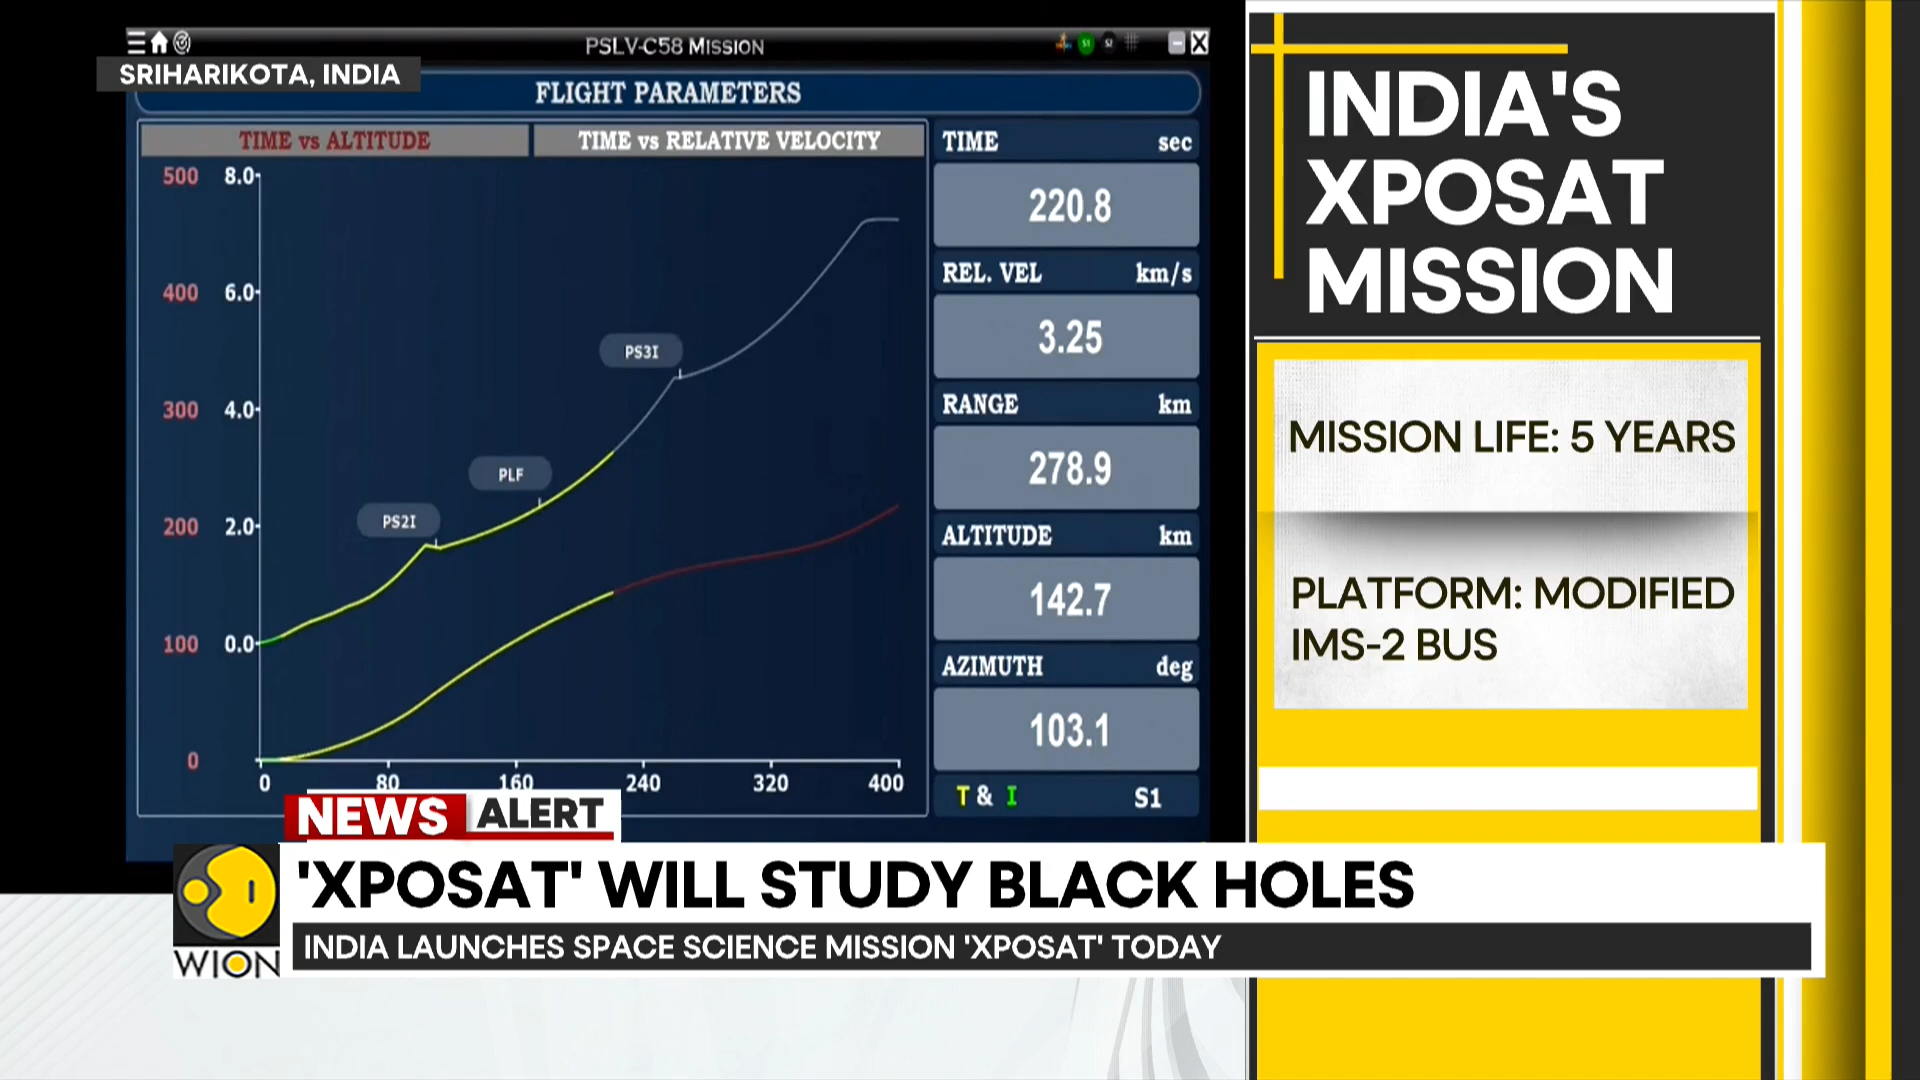 PSLV-C58 MISSION
SRIHARIKOTA, INDIA
FLIGHT PARAMETERS
TIME vs ALTITUDE
TIME vs RELATIVE VELOCITY
500 8.0
400 6.0
300 4.0
200 2.0
100 0.0
0
PS3I
PLF
PS2I
0 80 160 240 320 400
TIME sec
220.8
REL. VEL km/s
3.25
RANGE km
278.9
ALTITUDE km
142.7
AZIMUTH deg
103.1
T & I S1
INDIA'S
XPOSAT
MISSION
MISSION LIFE: 5 YEARS
PLATFORM: MODIFIED
IMS-2 BUS
NEWS ALERT
'XPOSAT' WILL STUDY BLACK HOLES
INDIA LAUNCHES SPACE SCIENCE MISSION 'XPOSAT' TODAY
WION